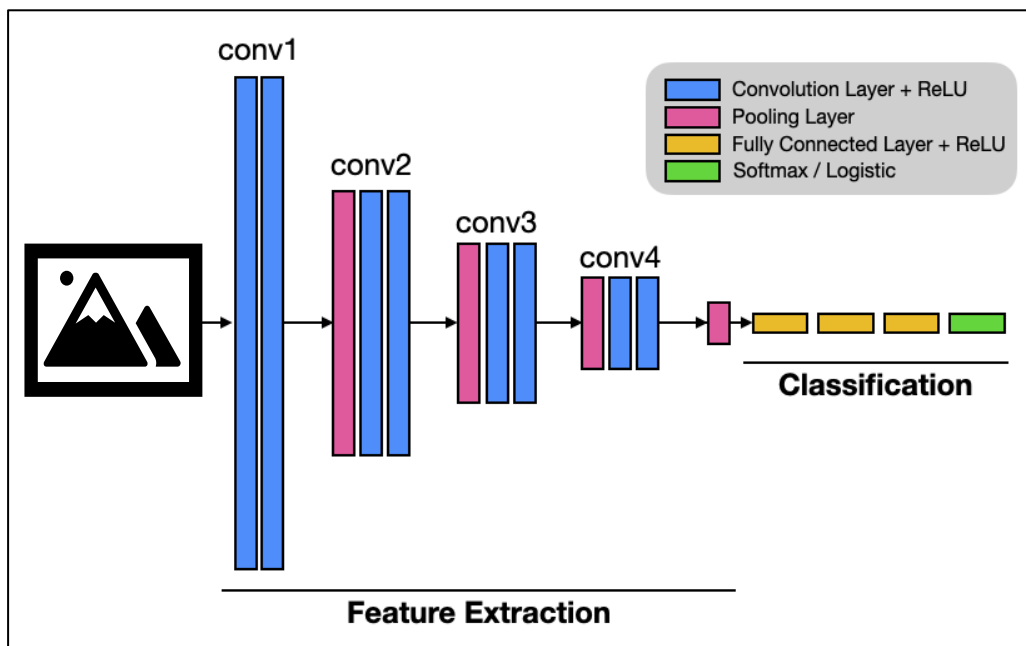 conv1
conv2
conv3
conv4
Convolution Layer + ReLU
Pooling Layer
Fully Connected Layer + ReLU
Softmax / Logistic
Classification
Feature Extraction